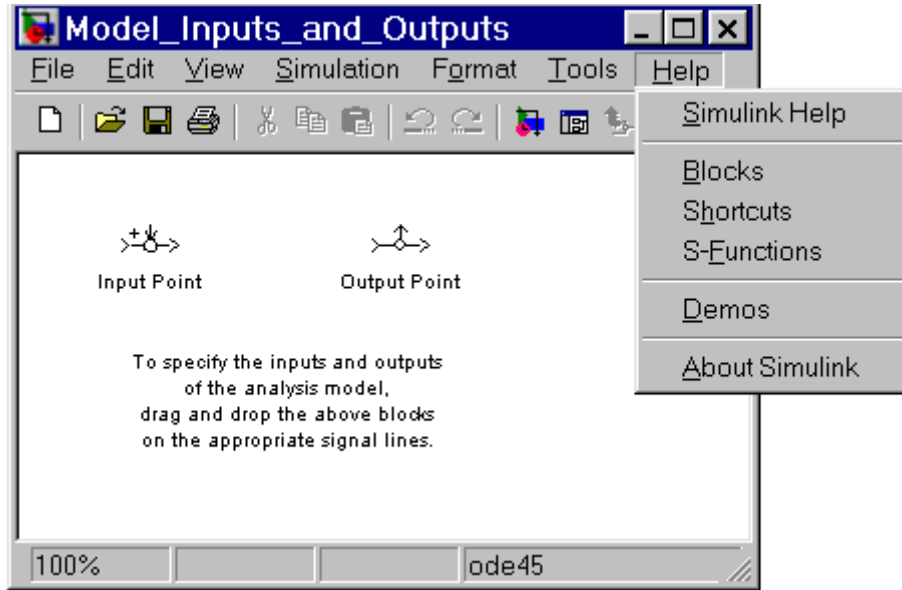 Model_Inputs_and_Outputs
File Edit View Simulation Format Tools Help
Simulink Help
Blocks
Shortcuts
S-Functions
Demos
About Simulink
Input Point Output Point
To specify the inputs and outputs
of the analysis model,
drag and drop the above blocks
on the appropriate signal lines.
100% ode45